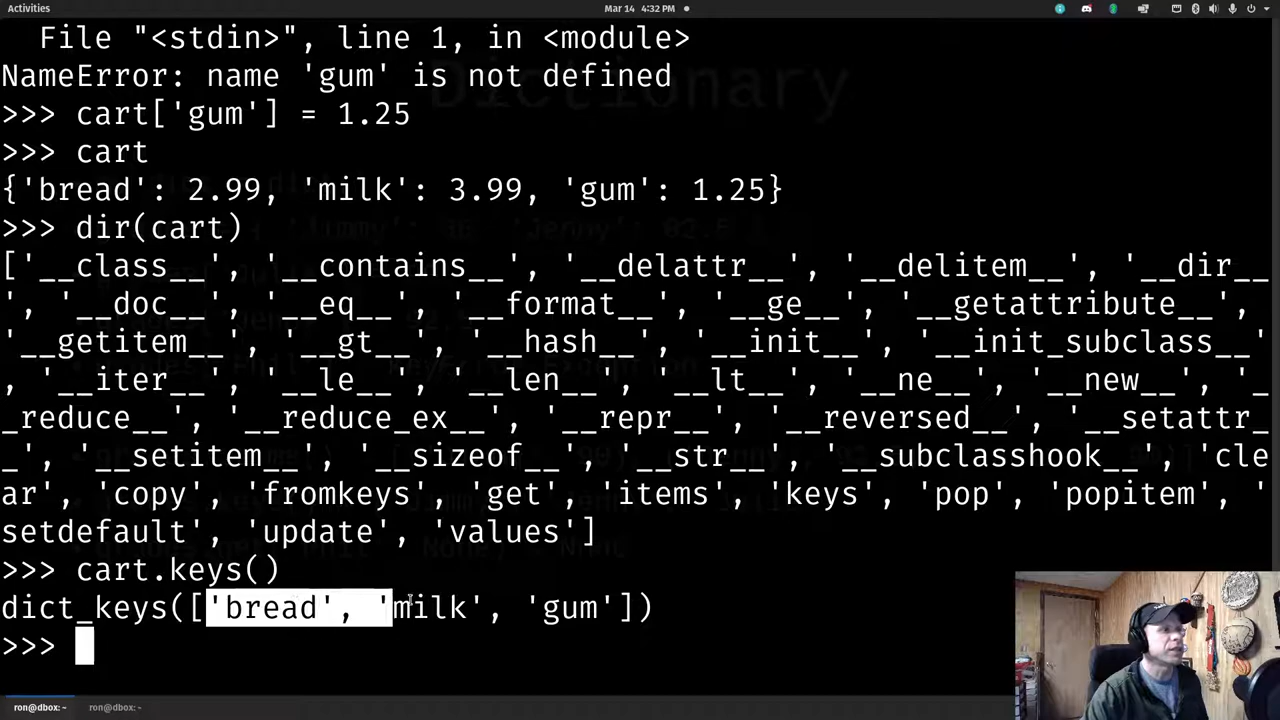 Activities
Mar 14 4:32 PM
File "<stdin>", line 1, in <module>
NameError: name 'gum' is not defined
Dictionary
>>> cart['gum'] = 1.25
>>> cart
{'bread': 2.99, 'milk': 3.99, 'gum': 1.25}
>>> dir(cart)
['__class__', '__contains__', '__delattr__', '__delitem__', '__dir__
', '__doc__', '__eq__', '__format__', '__ge__', '__getattribute__',
'__getitem__', '__gt__', '__hash__', '__init__', '__init_subclass__'
, '__iter__', '__le__', '__len__', '__lt__', '__ne__', '__new__', '_
_reduce__', '__reduce_ex__', '__repr__', '__reversed__', '__setattr_
_', '__setitem__', '__sizeof__', '__str__', '__subclasshook__', 'cle
ar', 'copy', 'fromkeys', 'get', 'items', 'keys', 'pop', 'popitem', '
setdefault', 'update', 'values']
>>> cart.keys()
dict_keys(['bread', 'milk', 'gum'])
>>>
ron@dbox: ~
ron@dbox: ~